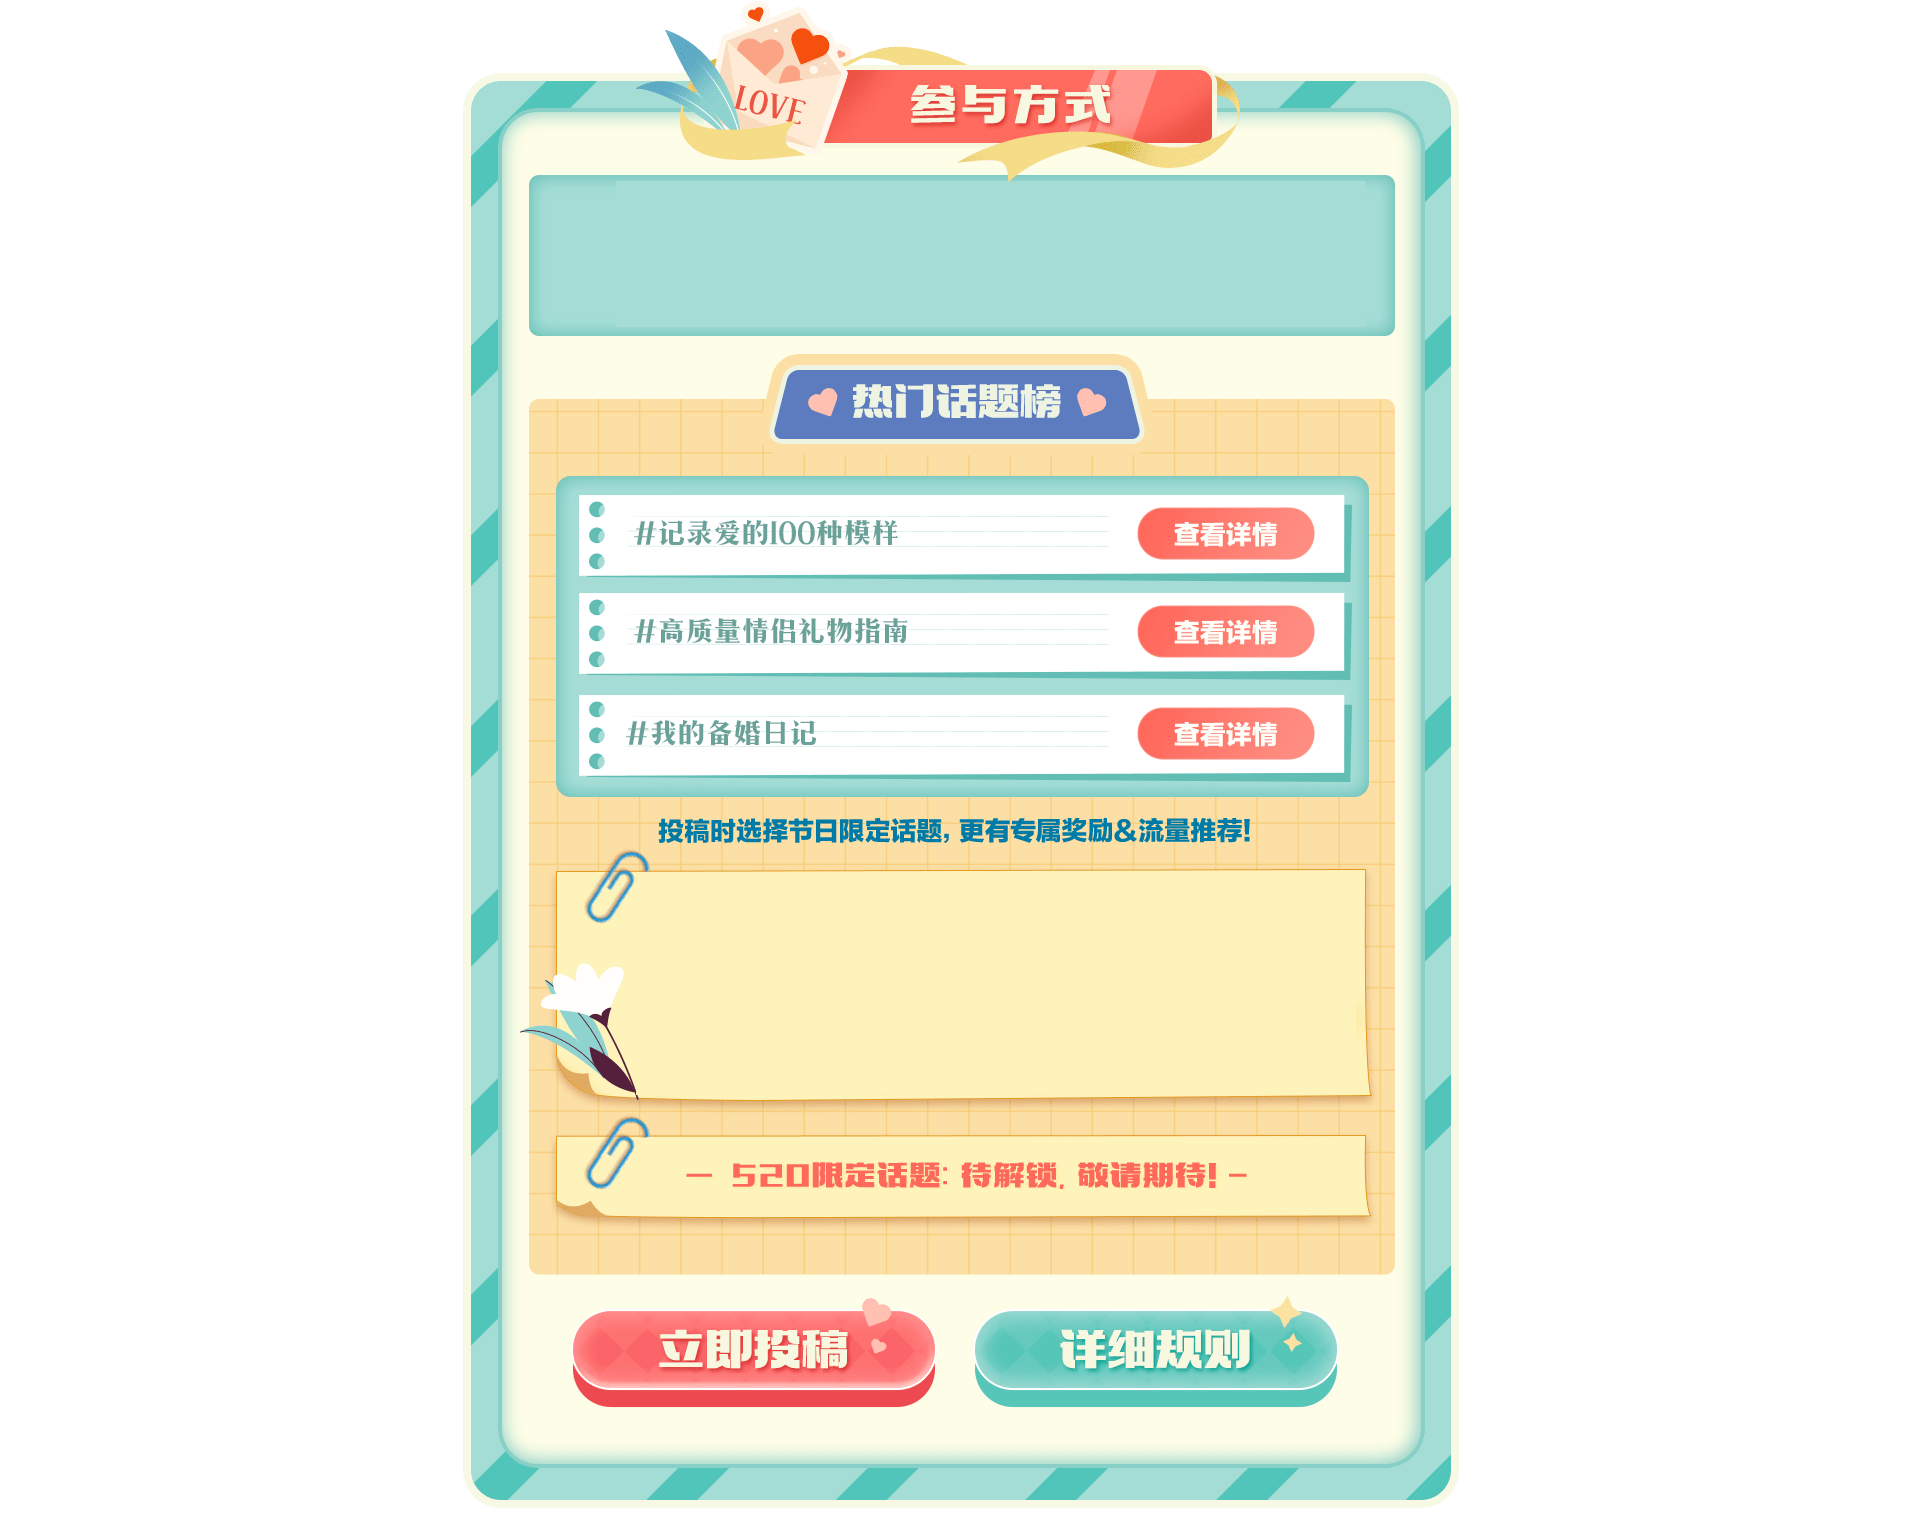 LOVE
参与方式
热门话题榜
#记录爱的100种模样
查看详情
#高质量情侣礼物指南
查看详情
#我的备婚日记
查看详情
投稿时选择节日限定话题,更有专属奖励&流量推荐!
— 520限定话题:待解锁,敬请期待! –
立即投稿
详细规则